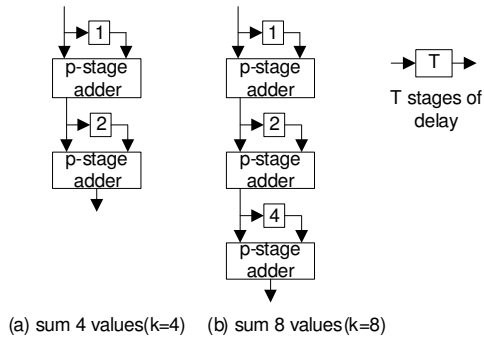 1
p-stage
adder
2
p-stage
adder
(a) sum 4 values(k=4)
1
p-stage
adder
2
p-stage
adder
4
p-stage
adder
(b) sum 8 values(k=8)
T
T stages of
delay